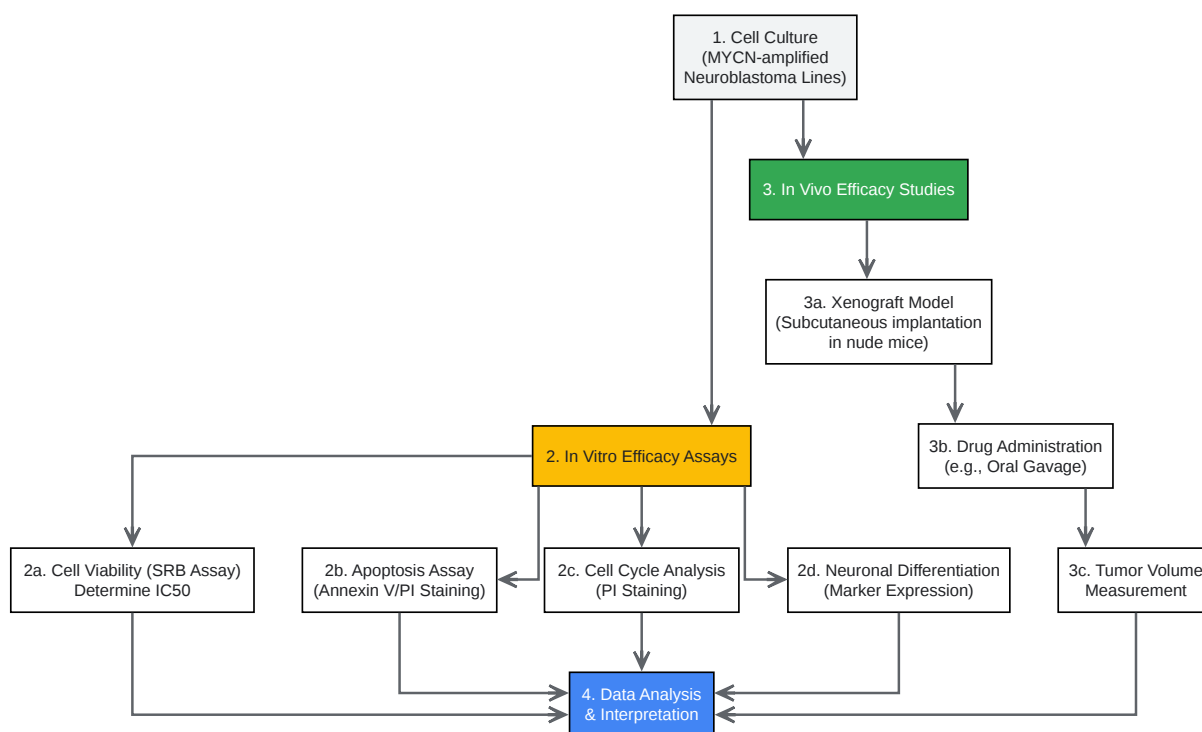 1. Cell Culture
(MYCN-amplified
Neuroblastoma Lines)
3. In Vivo Efficacy Studies
3a. Xenograft Model
(Subcutaneous implantation
in nude mice)
3b. Drug Administration
(e.g., Oral Gavage)
2. In Vitro Efficacy Assays
2a. Cell Viability (SRB Assay)
Determine IC50
2b. Apoptosis Assay
(Annexin V/PI Staining)
2c. Cell Cycle Analysis
(PI Staining)
2d. Neuronal Differentiation
(Marker Expression)
3c. Tumor Volume
Measurement
4. Data Analysis
& Interpretation